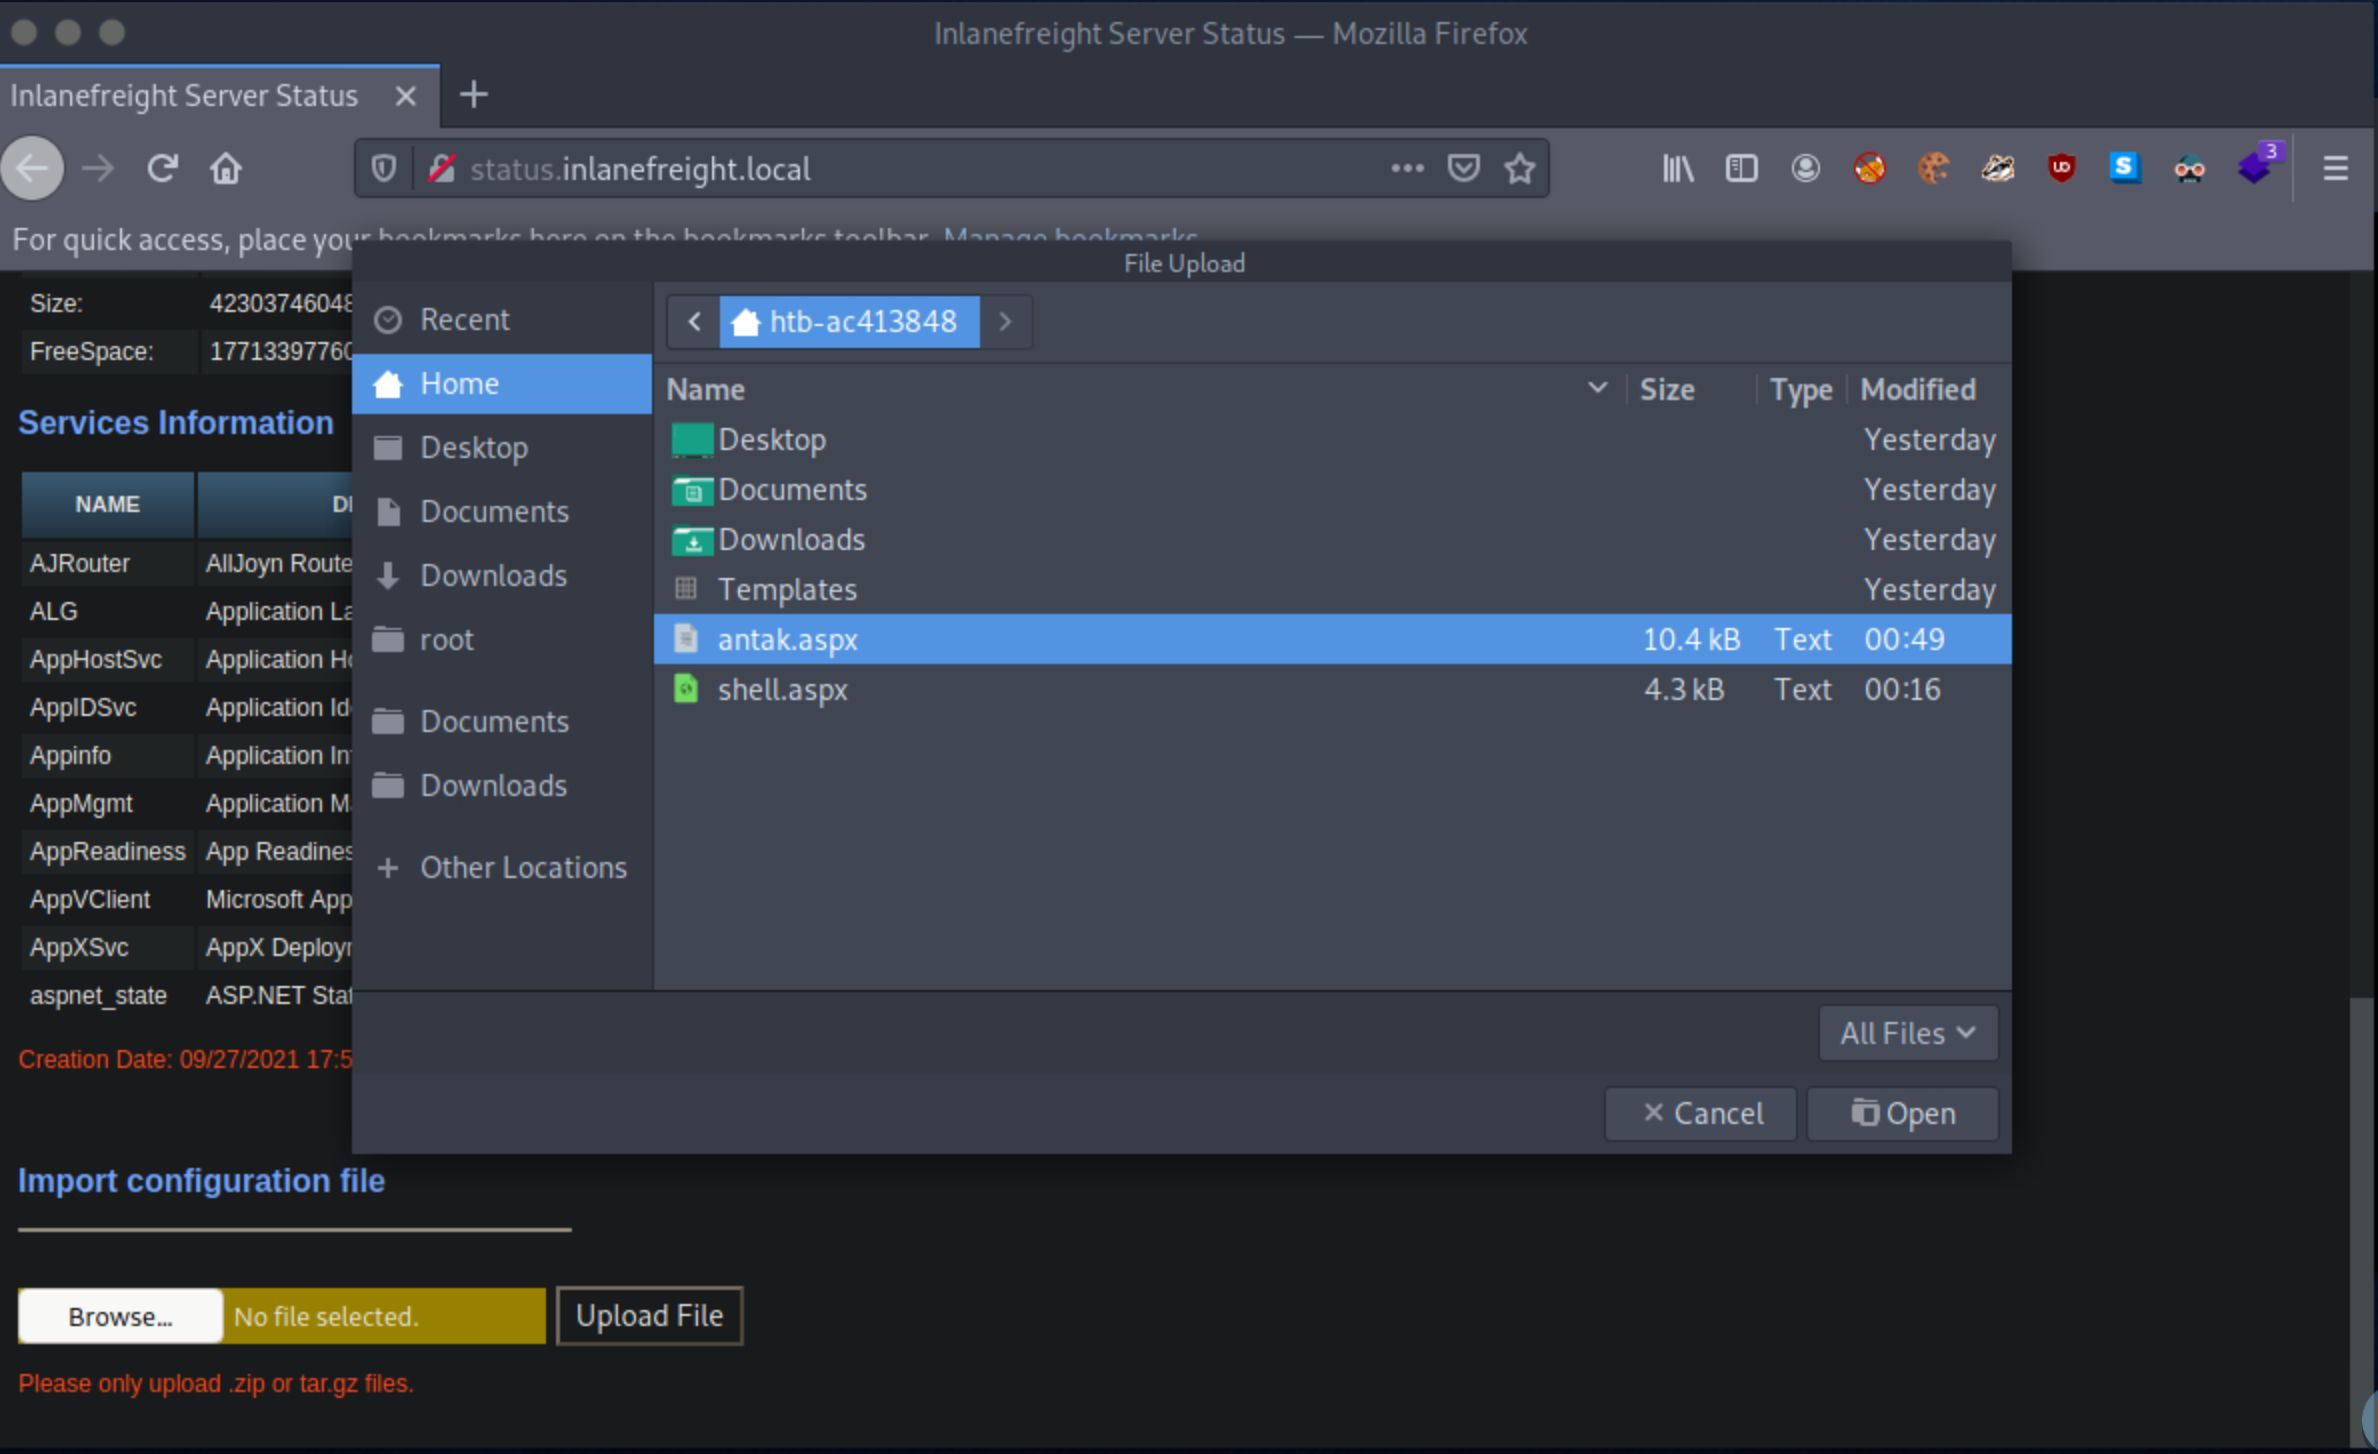 Inlanefreight Server Status — Mozilla Firefox
Inlanefreight Server Status
status.inlanefreight.local
3
For quick access, place your bookmarks here on the bookmarks toolbar. Manage bookmarks
File Upload
Recent
Home
Desktop
Documents
Downloads
root
Documents
Downloads
Other Locations
htb-ac413848
Name Size Type Modified
Desktop Yesterday
Documents Yesterday
Downloads Yesterday
Templates Yesterday
antak.aspx 10.4 kB Text 00:49
shell.aspx 4.3 kB Text 00:16
All Files
Cancel Open
Size: 42303746048
FreeSpace: 17713397760
Services Information
NAME
AJRouter AllJoyn Route
ALG Application La
AppHostSvc Application Ho
AppIDSvc Application Id
Appinfo Application In
AppMgmt Application M
AppReadiness App Readines
AppVClient Microsoft App
AppXSvc AppX Deploy
aspnet_state ASP.NET Stat
Creation Date: 09/27/2021 17:5
Import configuration file
Browse... No file selected. Upload File
Please only upload .zip or tar.gz files.